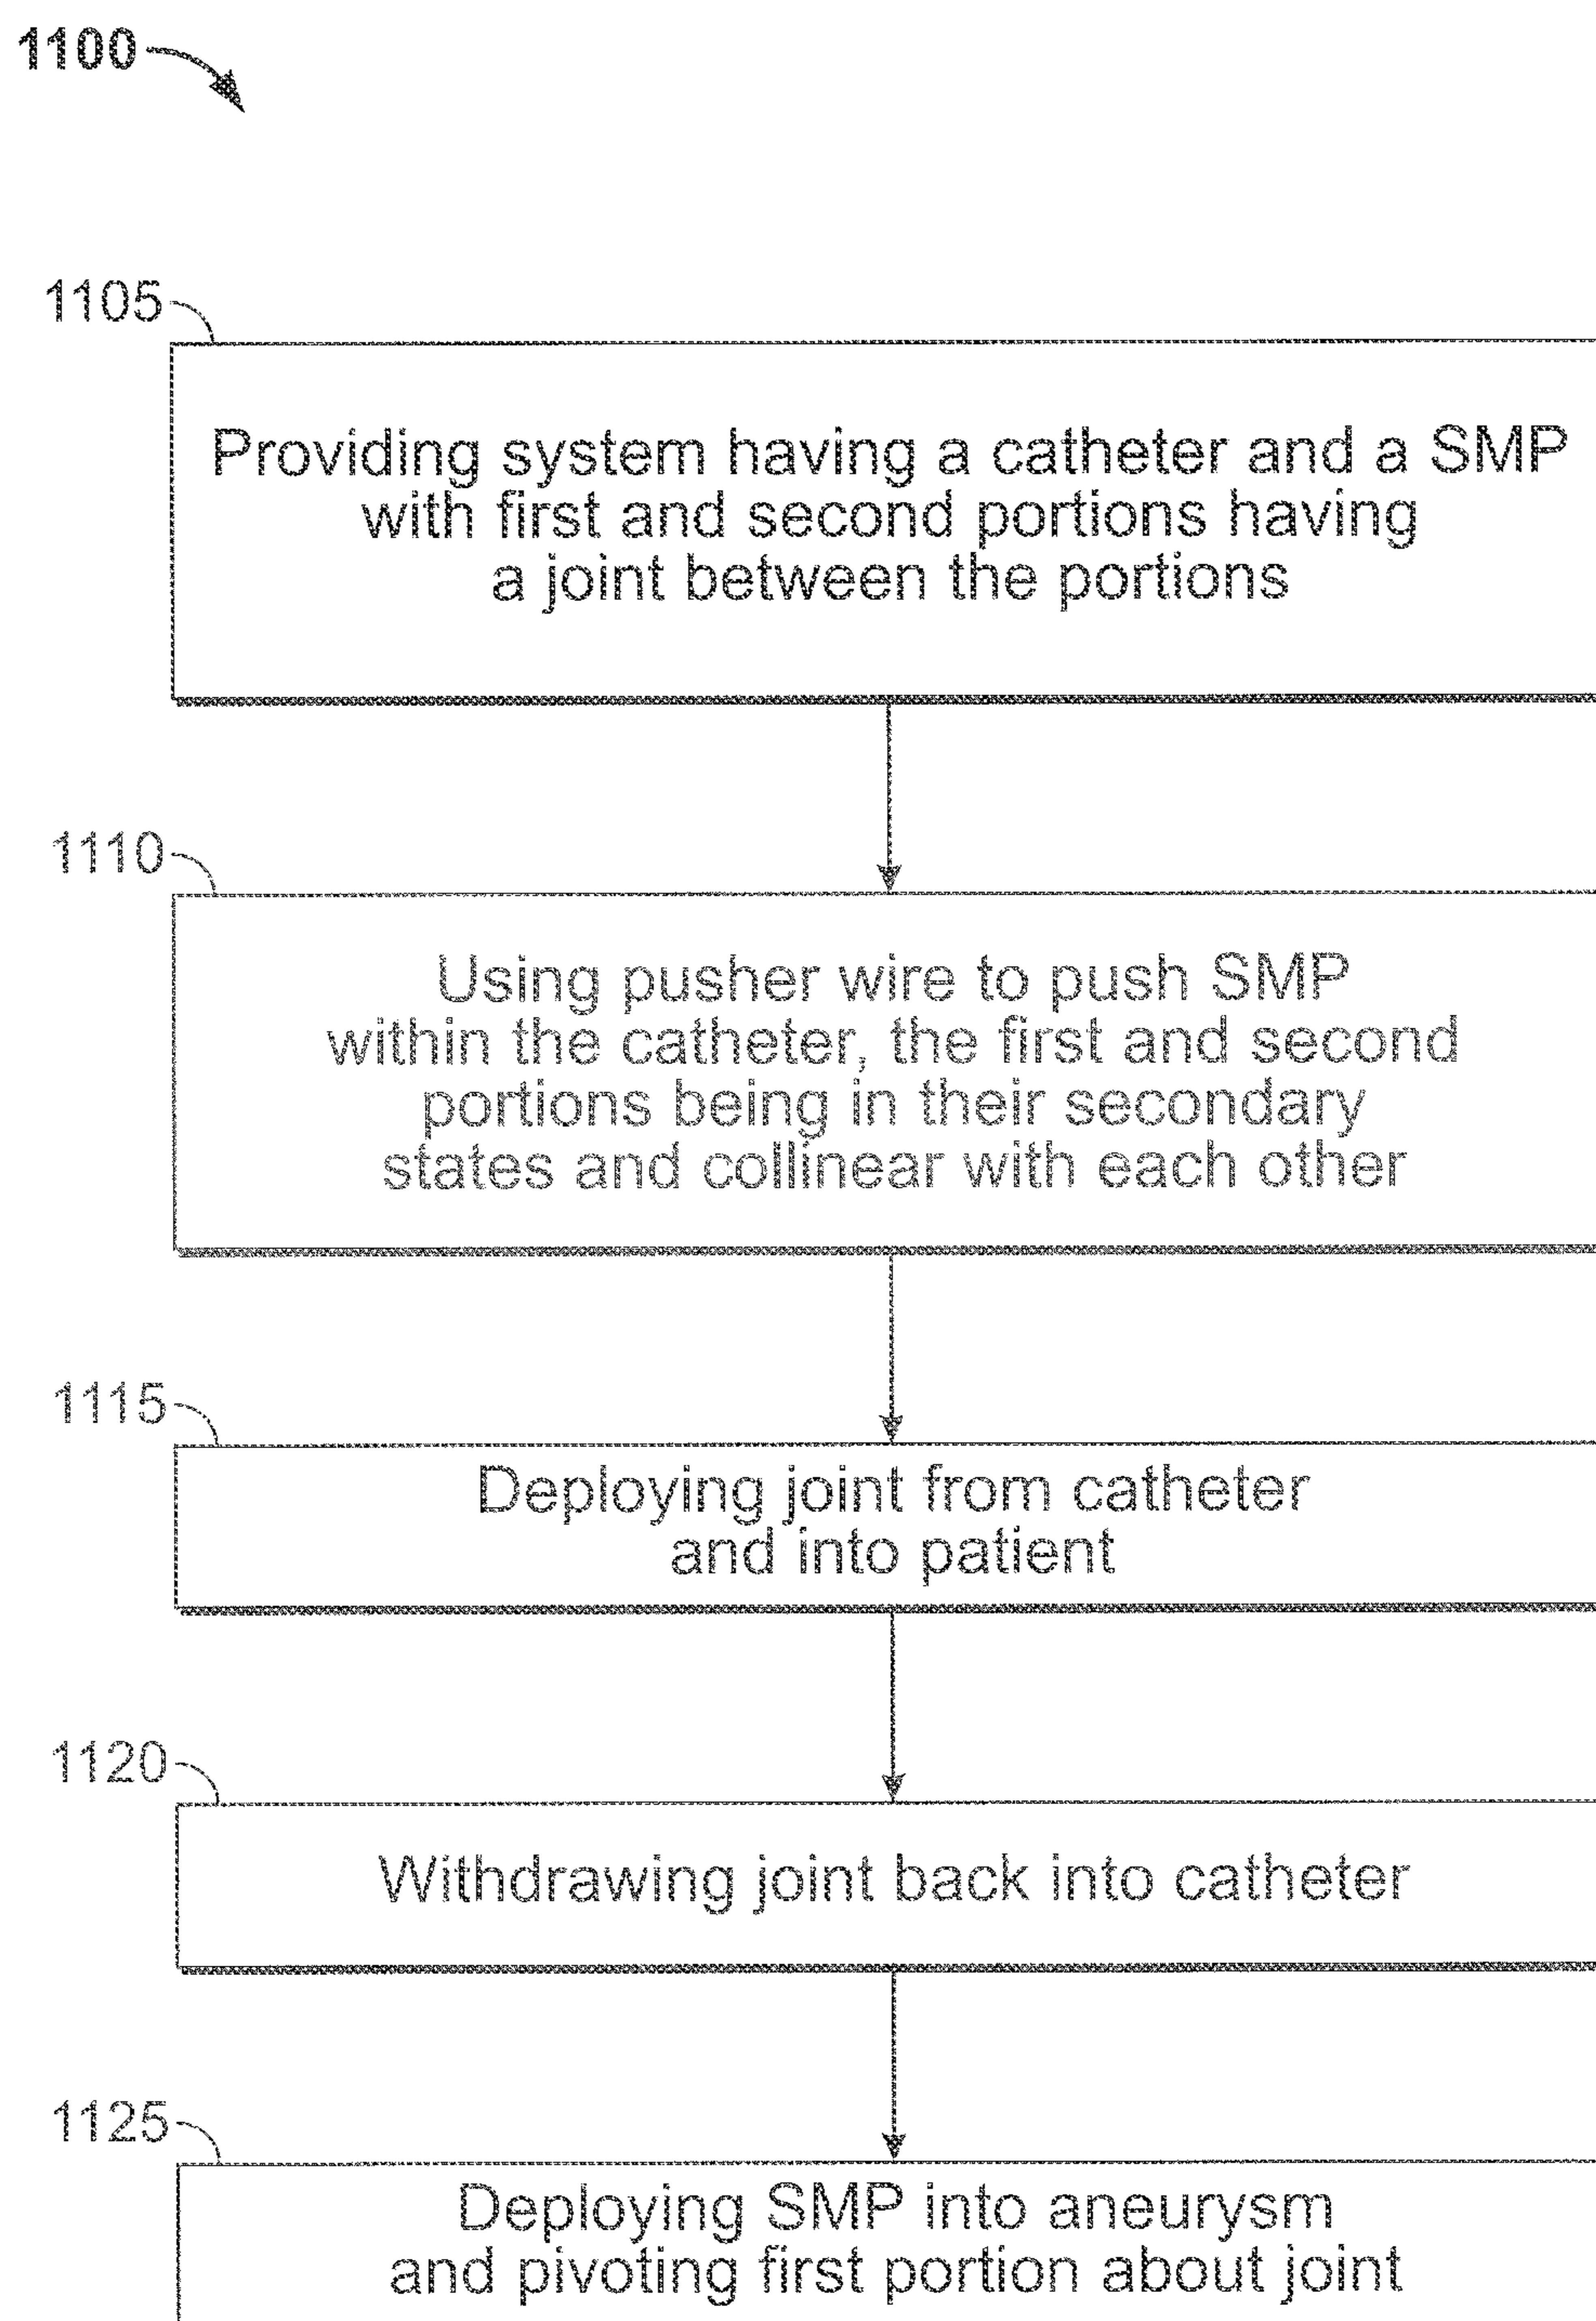 1100
1105
Providing system having a catheter and a SMP
with first and second portions having
a joint between the portions
1110
Using pusher wire to push SMP
within the catheter, the first and second
portions being in their secondary
states and collinear with each other
1115
Deploying joint from catheter
and into patient
1120
Withdrawing joint back into catheter
1125
Deploying SMP into aneurysm
and pivoting first portion about joint